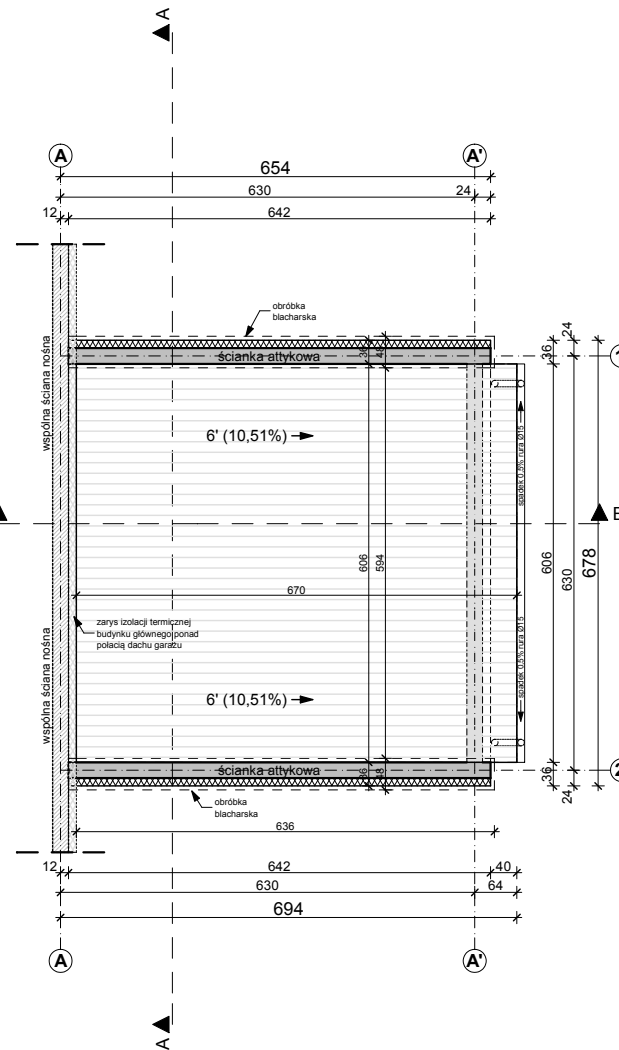 A
A
A'
654
630
24
12
642
obróbka
blacharska
24
36
36
48
ścianka attykowa
wspólna ściana nośna
6' (10,51%)
spadek 0.5% rura Ø15
B
606
594
606
630
678
670
zarys izolacji termicznej
budynku głównego ponad
połacią dachu garażu
wspólna ściana nośna
6' (10,51%)
spadek 0.5% rura Ø15
ścianka attykowa
36
48
36
24
obróbka
blacharska
636
12
642
40
630
64
694
A
A'
A